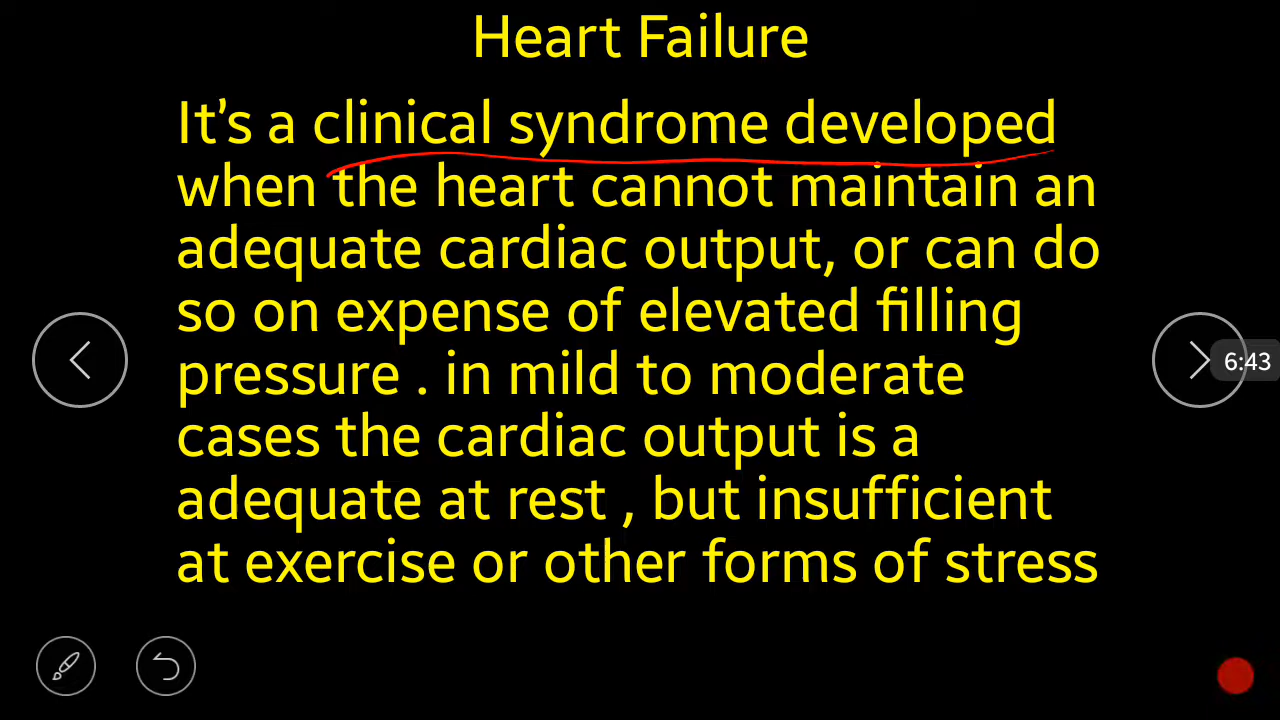 Heart Failure
It's a clinical syndrome developed
when the heart cannot maintain an
adequate cardiac output, or can do
so on expense of elevated filling
pressure . in mild to moderate
cases the cardiac output is a
adequate at rest , but insufficient
at exercise or other forms of stress
6:43